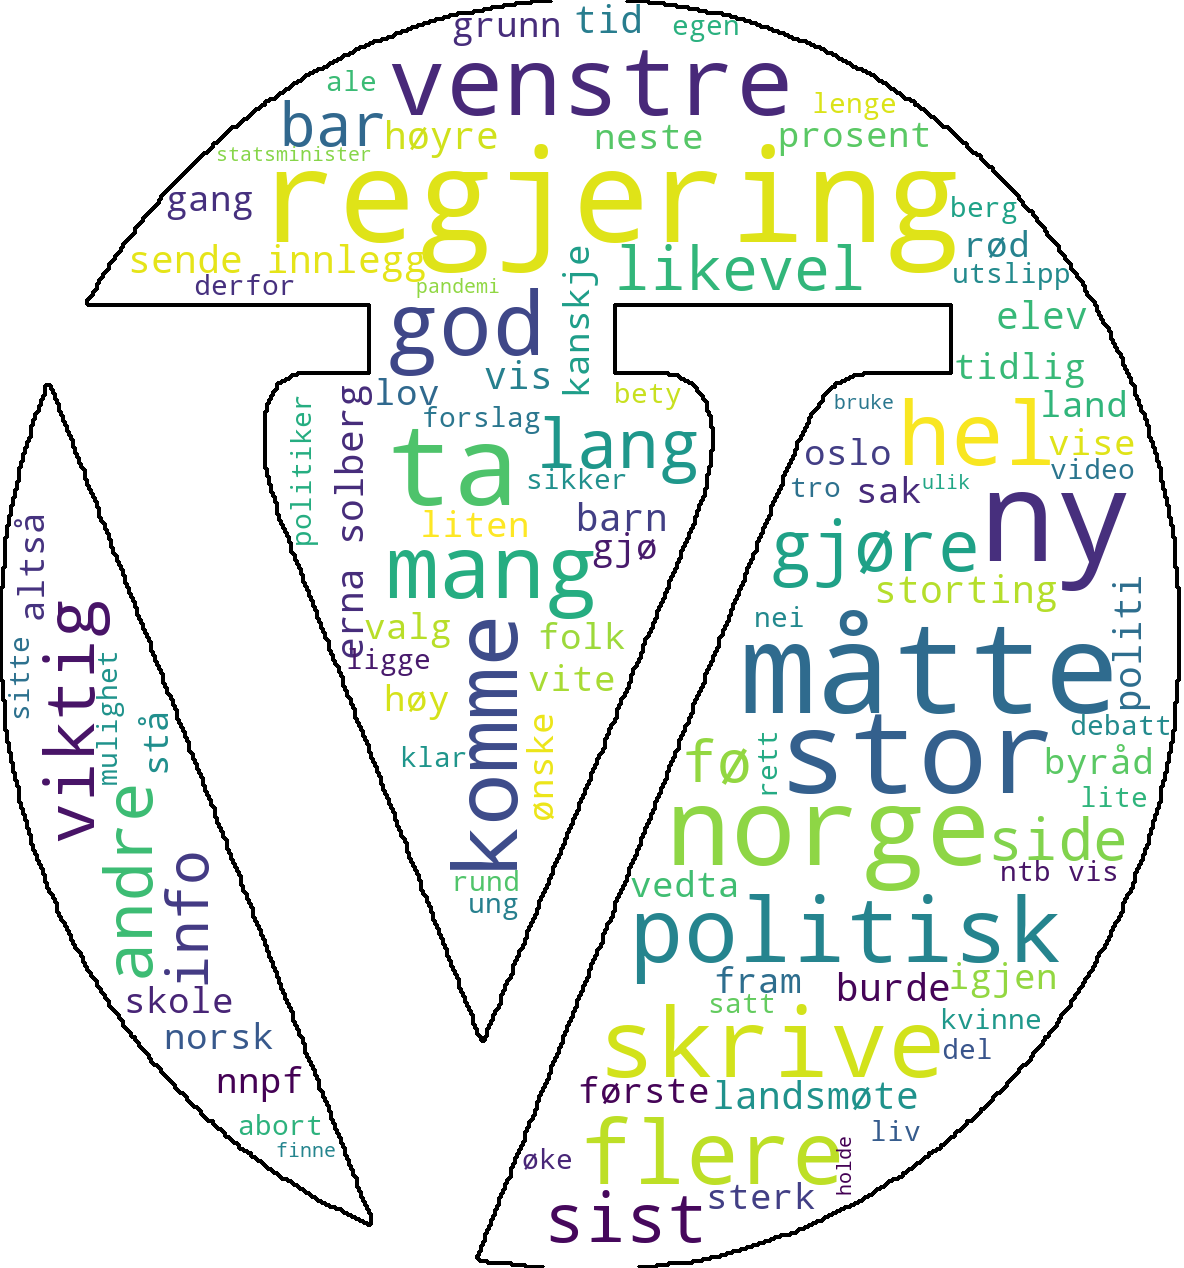 grunn tid egen
venstre
ale
lenge
bar høyre neste prosent
statsminister
regjering
gang
berg
rød
sende innlegg
likevel
utslipp
derfor
pandemi
kanskje
god
elev
vis
tidlig
lov
bety
bruke
hel
land
forslag
politiker
erna solberg
ta
lang
oslo
vise
video
sikker
tro
sak
ulik
ny
liten
barn
gjø
mang
gjøre
altså
viktig
storting
politi
nei
valg
folk
måtte
sitte
mulighet
ligge
vite
høy
komme
stå
ønske
klar
stor
debatt
fø
rett
byråd
lite
andre
norge
side
info
rund
ung
vedta
ntb vis
politisk
fram
burde
igjen
skole
satt
kvinne
norsk
skrive
del
nnpf
første
landsmøte
abort
finne
flere
liv
holde
øke
sist
sterk